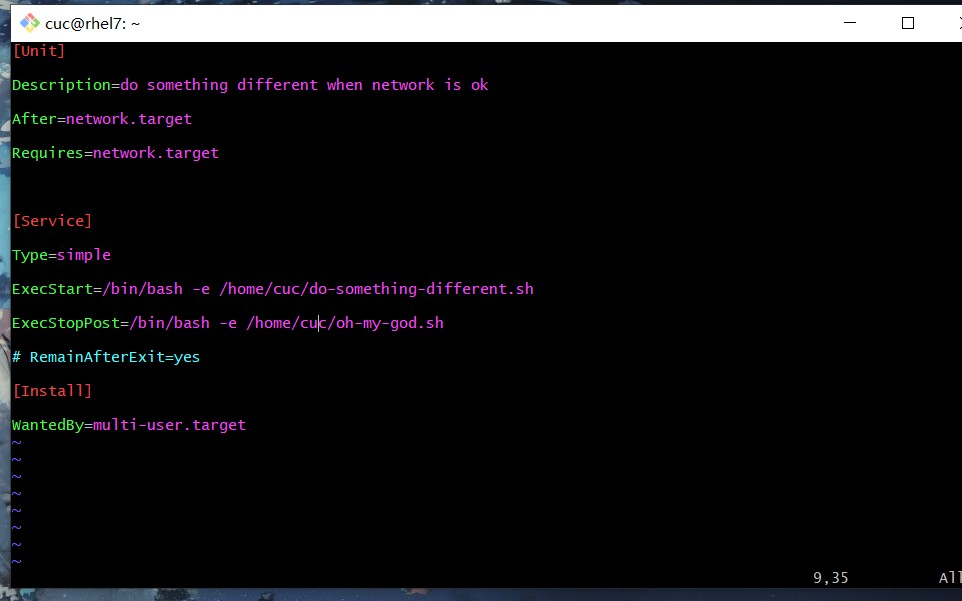 cuc@rhel7: ~
[Unit]
Description=do something different when network is ok
After=network.target
Requires=network.target
[Service]
Type=simple
ExecStart=/bin/bash -e /home/cuc/do-something-different.sh
ExecStopPost=/bin/bash -e /home/cuc/oh-my-god.sh
# RemainAfterExit=yes
[Install]
WantedBy=multi-user.target
~
~
~
~
~
~
~
~
9,35 All